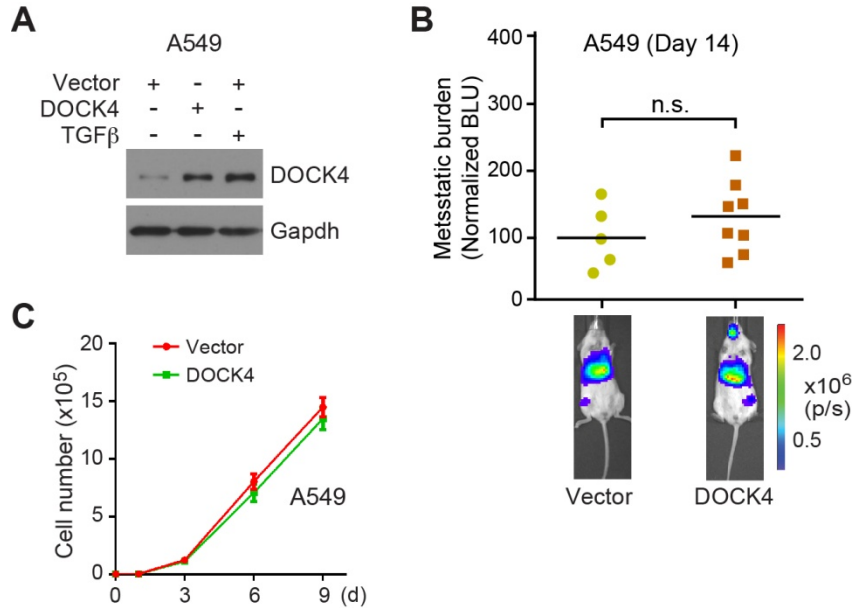 A
A549
Vector + - +
DOCK4 - + -
TGFβ - - +
DOCK4
Gapdh
B
A549 (Day 14)
n.s.
Metsstatic burden
(Normalized BLU)
400
300
200
100
0
2.0
x10⁶
(p/s)
0.5
Vector
DOCK4
C
Vector
DOCK4
A549
Cell number (x10⁵)
20
15
10
5
0
0 3 6 9 (d)